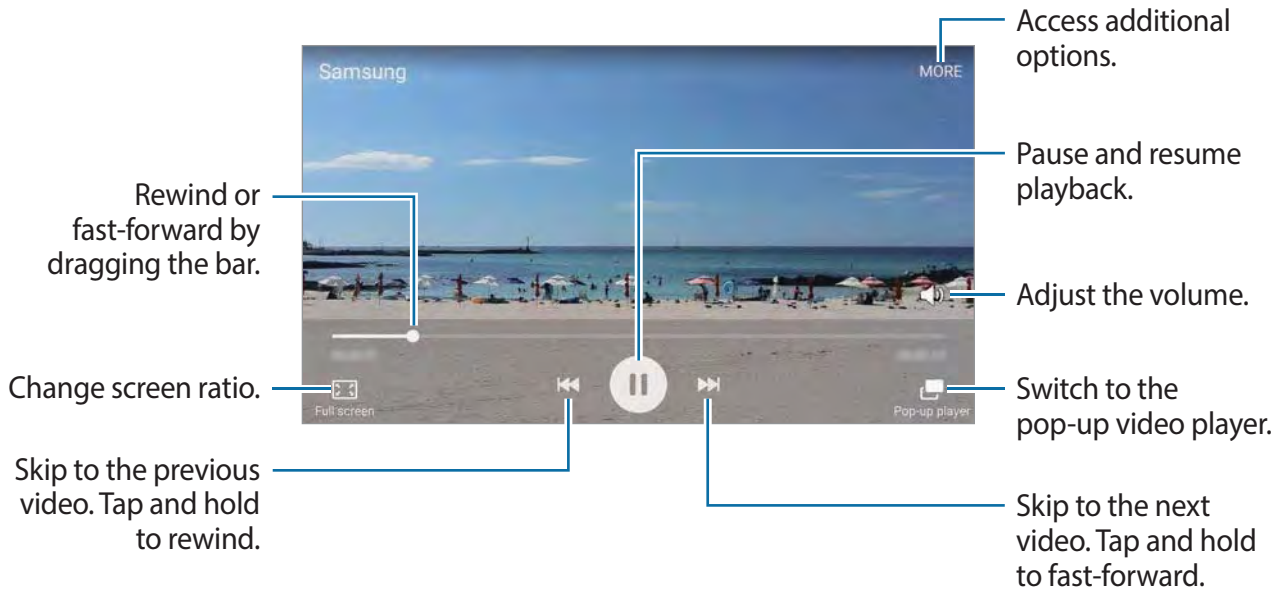 Access additional
options.
Samsung
MORE
Pause and resume
playback.
Rewind or
fast-forward by
dragging the bar.
Adjust the volume.
Change screen ratio.
Full screen
Pop-up player
Switch to the
pop-up video player.
Skip to the previous
video. Tap and hold
to rewind.
Skip to the next
video. Tap and hold
to fast-forward.